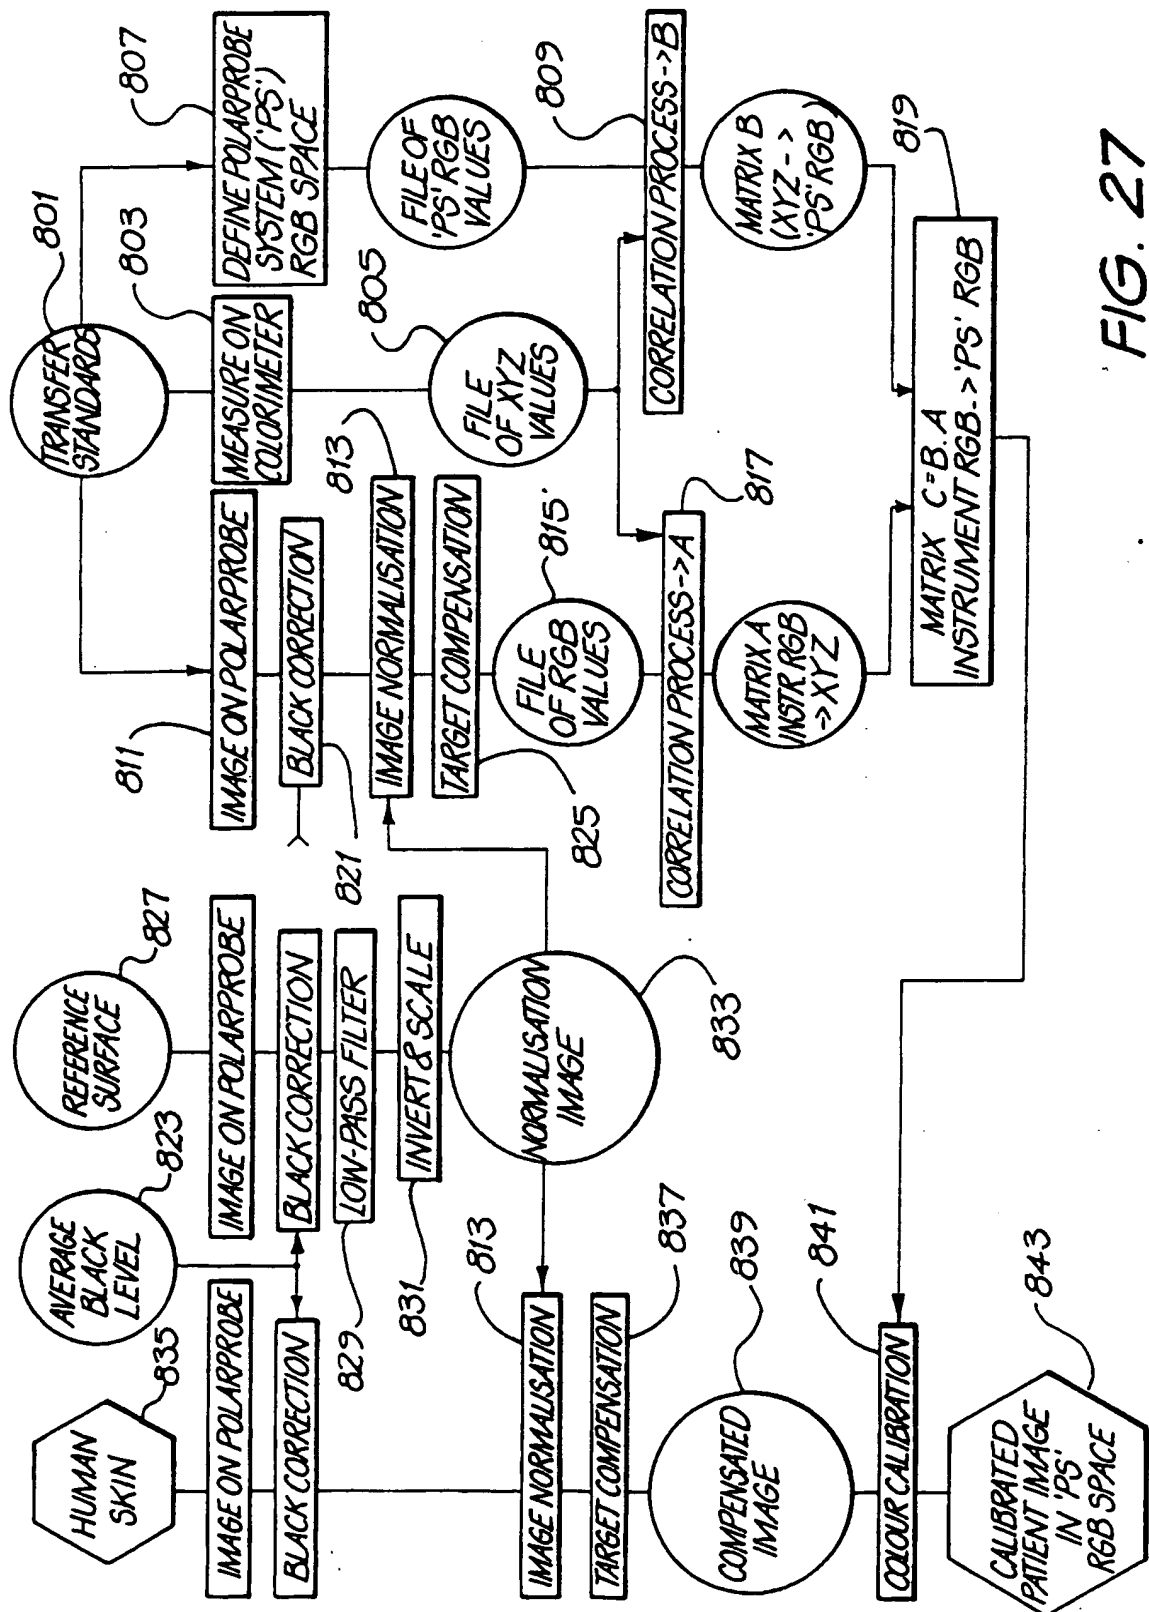 HUMAN
SKIN
835
IMAGE ON POLARPROBE
BLACK CORRECTION
AVERAGE
BLACK
LEVEL
823
REFERENCE
SURFACE
827
IMAGE ON POLARPROBE
BLACK CORRECTION
LOW-PASS FILTER
829
INVERT & SCALE
831
NORMALISATION
IMAGE
833
IMAGE NORMALISATION
813
TARGET COMPENSATION
837
COMPENSATED
IMAGE
839
COLOUR CALIBRATION
841
CALIBRATED
PATIENT IMAGE
IN 'PS'
RGB SPACE
843
TRANSFER
STANDARDS
801
IMAGE ON POLARPROBE
811
BLACK CORRECTION
821
IMAGE NORMALISATION
813
TARGET COMPENSATION
825
FILE
OF RGB
VALUES
815
CORRELATION PROCESS->A
817
MATRIX A
INSTR RGB
->XYZ
MEASURE ON
COLORIMETER
803
FILE
OF XYZ
VALUES
805
DEFINE POLARPROBE
SYSTEM ('PS')
RGB SPACE
807
FILE OF
'PS' RGB
VALUES
CORRELATION PROCESS->B
809
MATRIX B
(XYZ-->
'PS' RGB)
MATRIX C=B.A
INSTRUMENT RGB->'PS' RGB
819
FIG. 27